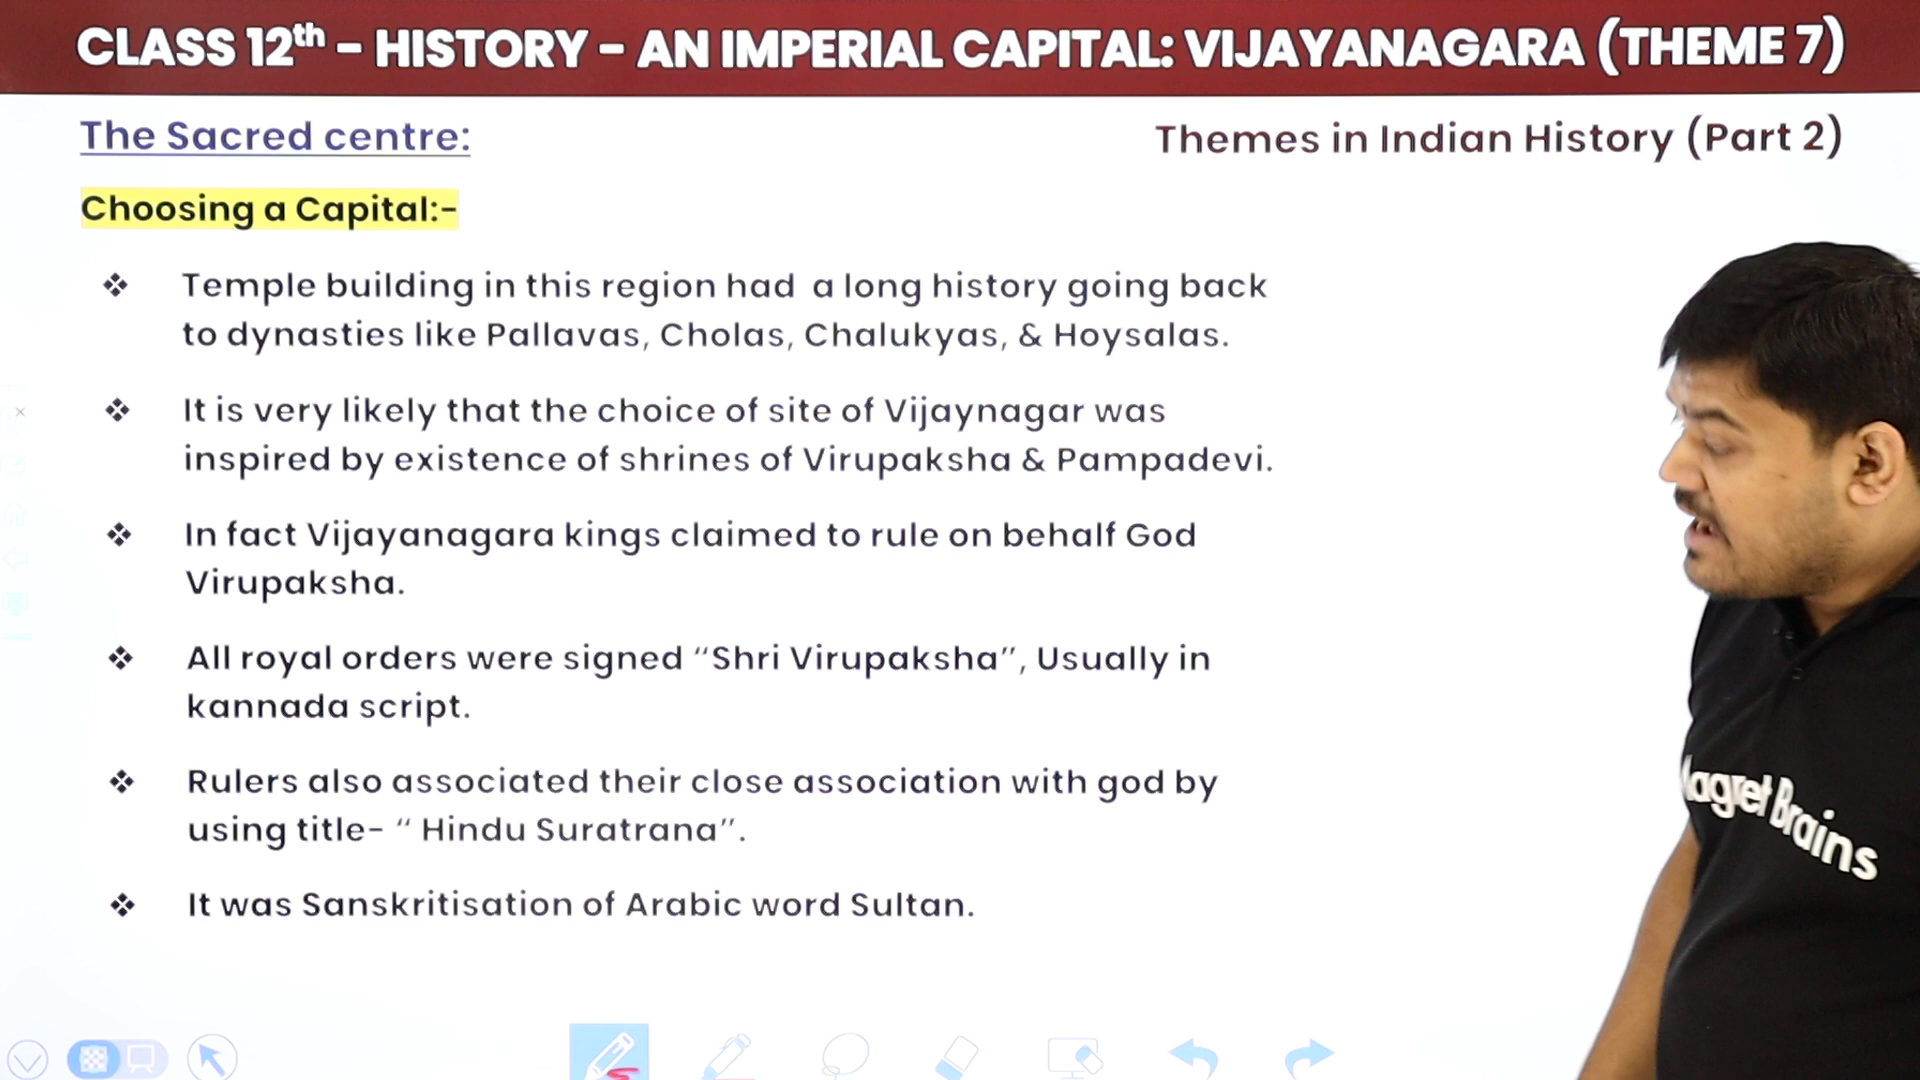 CLASS 12th - HISTORY - AN IMPERIAL CAPITAL: VIJAYANAGARA (THEME 7)
The Sacred centre:
Themes in Indian History (Part 2)
Choosing a Capital:-
❖ Temple building in this region had a long history going back
to dynasties like Pallavas, Cholas, Chalukyas, & Hoysalas.
❖ It is very likely that the choice of site of Vijaynagar was
inspired by existence of shrines of Virupaksha & Pampadevi.
❖ In fact Vijayanagara kings claimed to rule on behalf God
Virupaksha.
❖ All royal orders were signed “Shri Virupaksha”, Usually in
kannada script.
❖ Rulers also associated their close association with god by
using title- “ Hindu Suratrana”.
❖ It was Sanskritisation of Arabic word Sultan.
agnet Brains